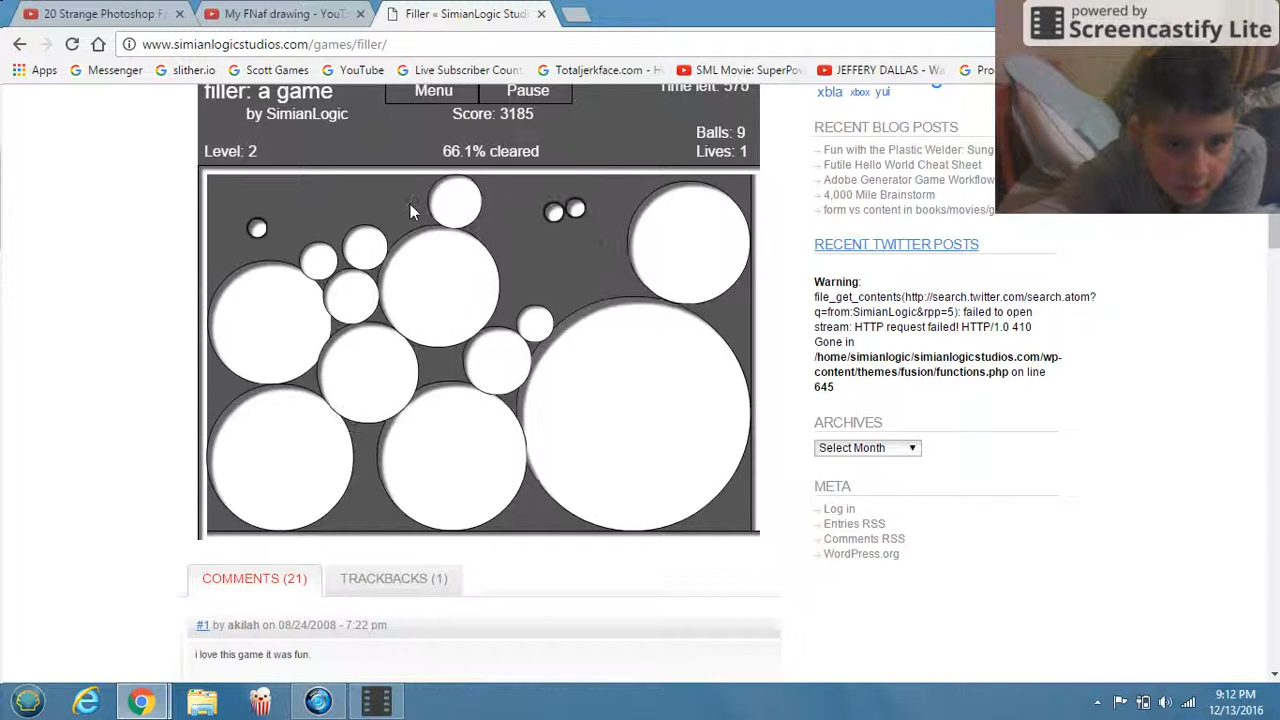 20 Strange Photoshop F
My FNaf drawing - YouT
Filler « SimianLogic Stud
powered by
Screencastify Lite
www.simianlogicstudios.com/games/filler/
Apps
Messenger
slither.io
Scott Games
YouTube
Live Subscriber Count
Totaljerkface.com - H
SML Movie: SuperPow
JEFFERY DALLAS - Wa
Pro
filler: a game
by SimianLogic
Menu
Pause
Score: 3185
Time left: 575
Balls: 9
Level: 2
66.1% cleared
Lives: 1
xbla xbox yui
RECENT BLOG POSTS
Fun with the Plastic Welder: Sung
Futile Hello World Cheat Sheet
Adobe Generator Game Workflow
4,000 Mile Brainstorm
form vs content in books/movies/g
RECENT TWITTER POSTS
Warning:
file_get_contents(http://search.twitter.com/search.atom?
q=from:SimianLogic&rpp=5): failed to open
stream: HTTP request failed! HTTP/1.0 410
Gone in
/home/simianlogic/simianlogicstudios.com/wp-
content/themes/fusion/functions.php on line
645
ARCHIVES
Select Month
META
Log in
Entries RSS
Comments RSS
WordPress.org
COMMENTS (21)
TRACKBACKS (1)
#1 by akilah on 08/24/2008 - 7:22 pm
i love this game it was fun.
9:12 PM
12/13/2016